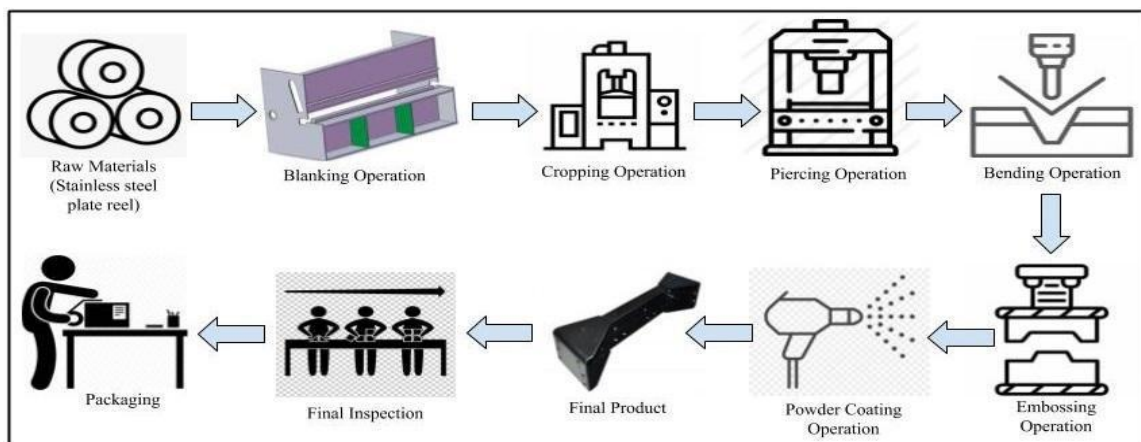 Raw Materials
(Stainless steel
plate reel)
Blanking Operation
Cropping Operation
Piercing Operation
Bending Operation
Packaging
Final Inspection
Final Product
Powder Coating
Operation
Embossing
Operation